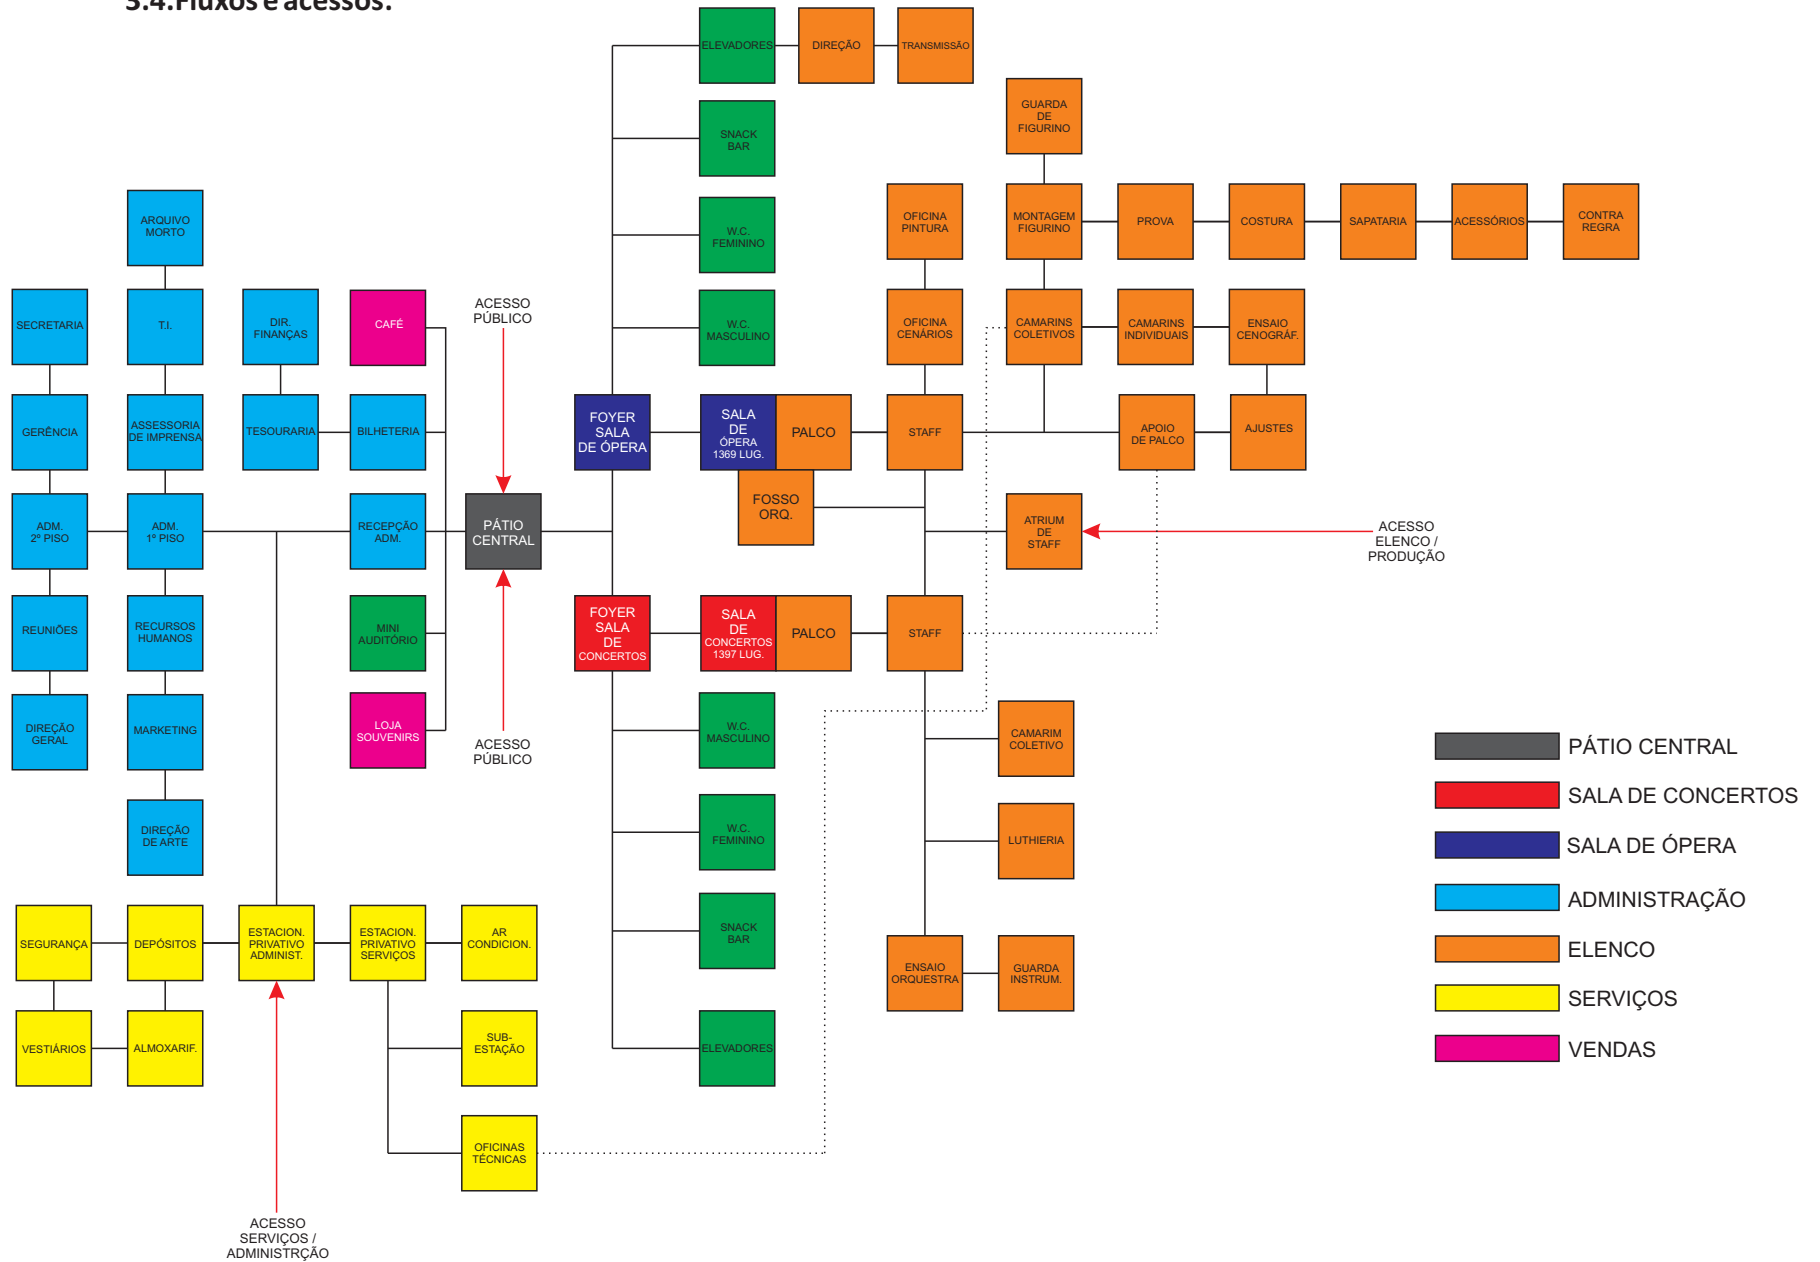 3.4.Fluxos e acessos:
ELEVADORES
DIREÇÃO
TRANSMISSÃO
GUARDA
DE
FIGURINO
SNACK
BAR
ARQUIVO
MORTO
W.C.
FEMININO
OFICINA
PINTURA
MONTAGEM
FIGURINO
PROVA
COSTURA
SAPATARIA
ACESSÓRIOS
CONTRA
REGRA
SECRETARIA
T.I.
DIR.
FINANÇAS
CAFÉ
ACESSO
PÚBLICO
W.C.
MASCULINO
OFICINA
CENÁRIOS
CAMARINS
COLETIVOS
CAMARINS
INDIVIDUAIS
ENSAIO
CENOGRÁF.
GERÊNCIA
ASSESSORIA
DE IMPRENSA
TESOURARIA
BILHETERIA
FOYER
SALA
DE ÓPERA
SALA
DE
ÓPERA
1369 LUG.
PALCO
STAFF
APOIO
DE PALCO
AJUSTES
FOSSO
ORQ.
ADM.
2º PISO
ADM.
1º PISO
RECEPÇÃO
ADM.
PÁTIO
CENTRAL
ATRIUM
DE
STAFF
ACESSO
ELENCO /
PRODUÇÃO
REUNIÕES
RECURSOS
HUMANOS
MINI
AUDITÓRIO
FOYER
SALA
DE
CONCERTOS
SALA
DE
CONCERTOS
1397 LUG.
PALCO
STAFF
DIREÇÃO
GERAL
MARKETING
LOJA
SOUVENIRS
ACESSO
PÚBLICO
W.C.
MASCULINO
CAMARIM
COLETIVO
PÁTIO CENTRAL
SALA DE CONCERTOS
SALA DE ÓPERA
ADMINISTRAÇÃO
ELENCO
SERVIÇOS
VENDAS
DIREÇÃO
DE ARTE
W.C.
FEMININO
LUTHIERIA
SEGURANÇA
DEPÓSITOS
ESTACION.
PRIVATIVO
ADMINIST.
ESTACION.
PRIVATIVO
SERVIÇOS
AR
CONDICION.
SNACK
BAR
ENSAIO
ORQUESTRA
GUARDA
INSTRUM.
VESTIÁRIOS
ALMOXARIF.
SUB-
ESTAÇÃO
ELEVADORES
OFICINAS
TÉCNICAS
ACESSO
SERVIÇOS /
ADMINISTRÇÃO